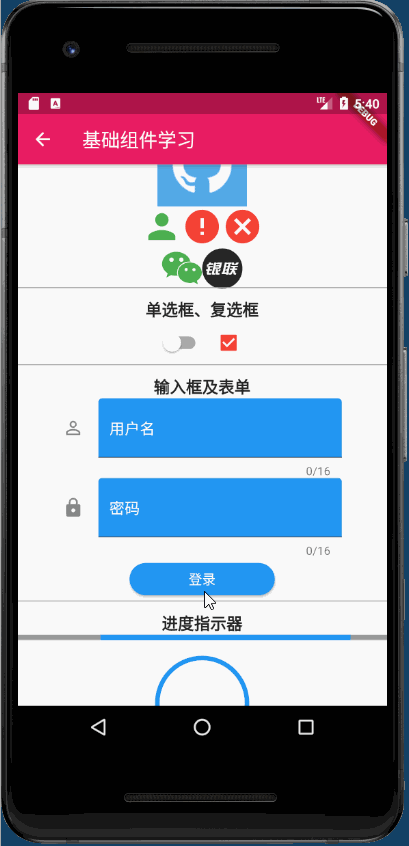 LTE 5:40
DEBUG
基础组件学习
银联
单选框、复选框
输入框及表单
用户名
0/16
密码
0/16
登录
进度指示器